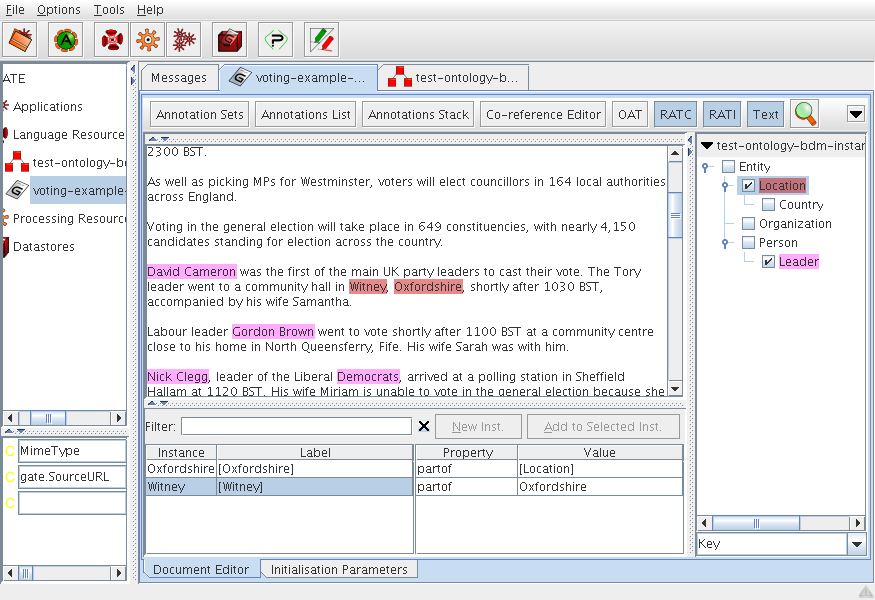 File Options Tools Help
ATE
Applications
Language Resource
test-ontology-b
voting-example-
Processing Resourc
Datastores
MimeType
gate.SourceURL
Messages voting-example-... test-ontology-b...
Annotation Sets Annotations List Annotations Stack Co-reference Editor OAT RATC RATI Text
2300 BST.
As well as picking MPs for Westminster, voters will elect councillors in 164 local authorities
across England.
Voting in the general election will take place in 649 constituencies, with nearly 4,150
candidates standing for election across the country.
David Cameron was the first of the main UK party leaders to cast their vote. The Tory
leader went to a community hall in Witney, Oxfordshire, shortly after 1030 BST,
accompanied by his wife Samantha.
Labour leader Gordon Brown went to vote shortly after 1100 BST at a community centre
close to his home in North Queensferry, Fife. His wife Sarah was with him.
Nick Clegg, leader of the Liberal Democrats, arrived at a polling station in Sheffield
Hallam at 1120 BST. His wife Miriam is unable to vote in the general election because she
Filter: New Inst. Add to Selected Inst.
Instance Label Property Value
Oxfordshire [Oxfordshire] partof [Location]
Witney [Witney] partof Oxfordshire
Document Editor Initialisation Parameters
test-ontology-bdm-instan
Entity
Location
Country
Organization
Person
Leader
Key